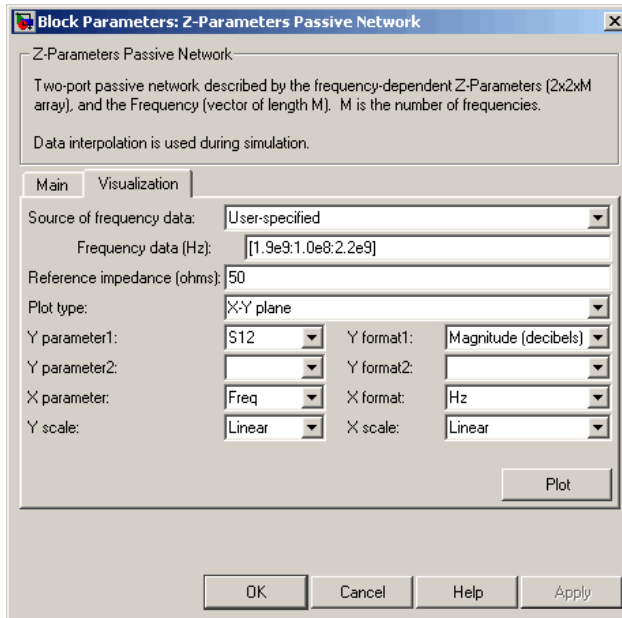 Block Parameters: Z-Parameters Passive Network
Z-Parameters Passive Network
Two-port passive network described by the frequency-dependent Z-Parameters (2x2xM
array), and the Frequency (vector of length M).  M is the number of frequencies.
Data interpolation is used during simulation.
Main Visualization
Source of frequency data: User-specified
Frequency data (Hz): [1.9e9:1.0e8:2.2e9]
Reference impedance (ohms): 50
Plot type: X-Y plane
Y parameter1: S12 Y format1: Magnitude (decibels)
Y parameter2: Y format2:
X parameter: Freq X format: Hz
Y scale: Linear X scale: Linear
Plot
OK Cancel Help Apply